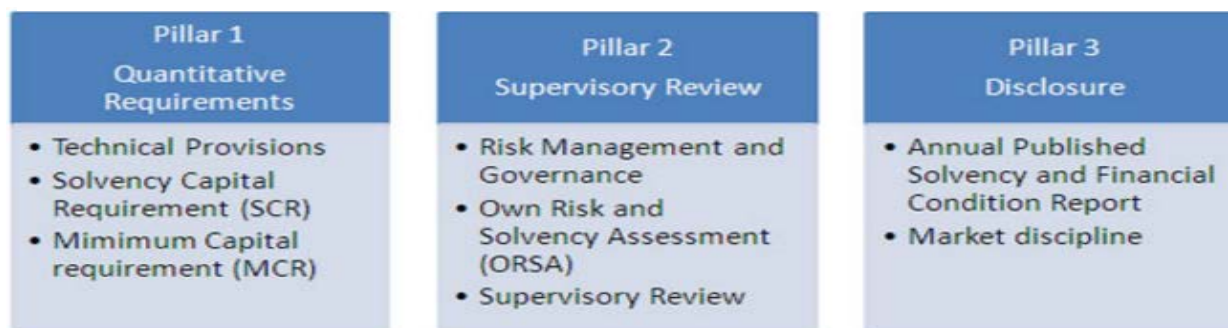 Pillar 1
Quantitative
Requirements
• Technical Provisions
• Solvency Capital
Requirement (SCR)
• Mimimum Capital
requirement (MCR)
Pillar 2
Supervisory Review
• Risk Management and
Governance
• Own Risk and
Solvency Assessment
(ORSA)
• Supervisory Review
Pillar 3
Disclosure
• Annual Published
Solvency and Financial
Condition Report
• Market discipline